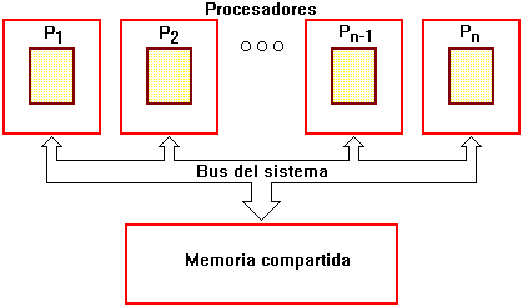 Procesadores
P1 P2 Pn-1 Pn
Bus del sistema
Memoria compartida